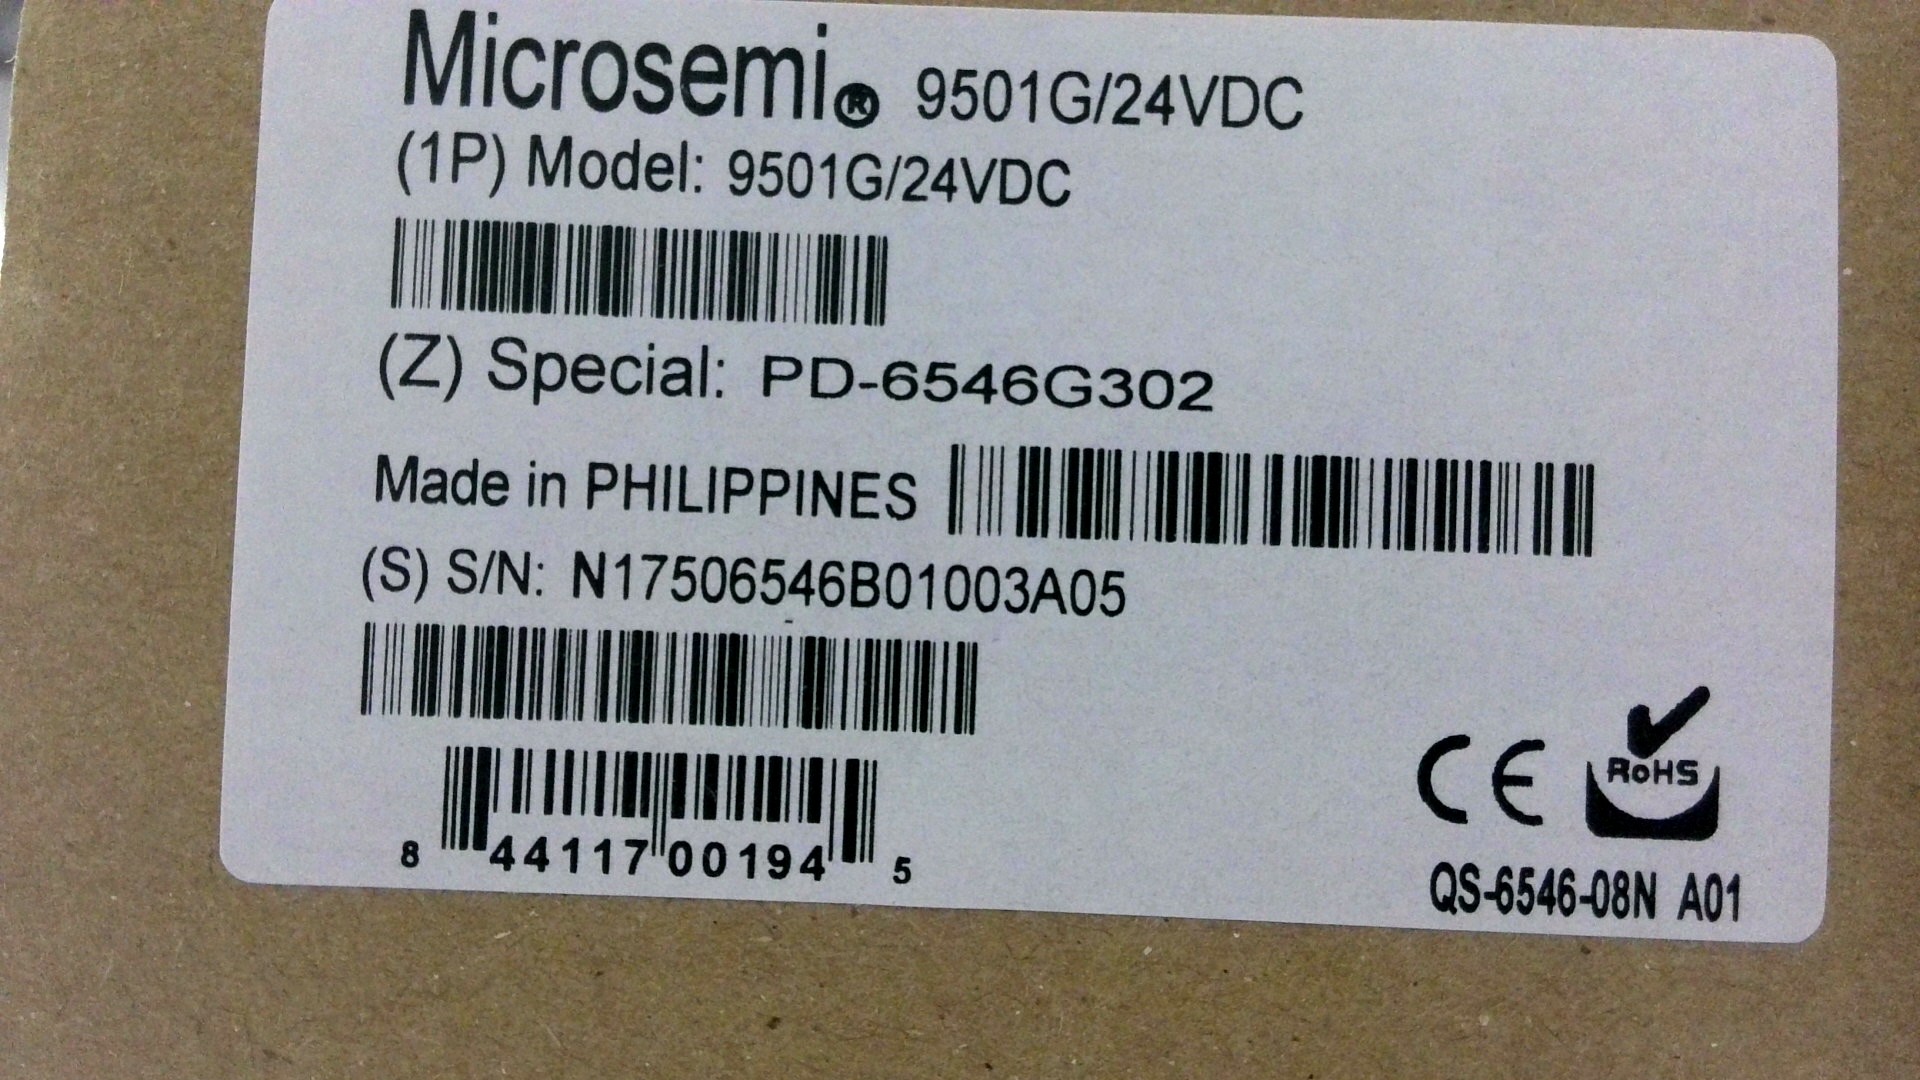 Microsemi® 9501G/24VDC
(1P) Model: 9501G/24VDC
(Z) Special: PD-6546G302
Made in PHILIPPINES
(S) S/N: N17506546B01003A05
8 44117 00194 5
CE RoHS
QS-6546-08N A01